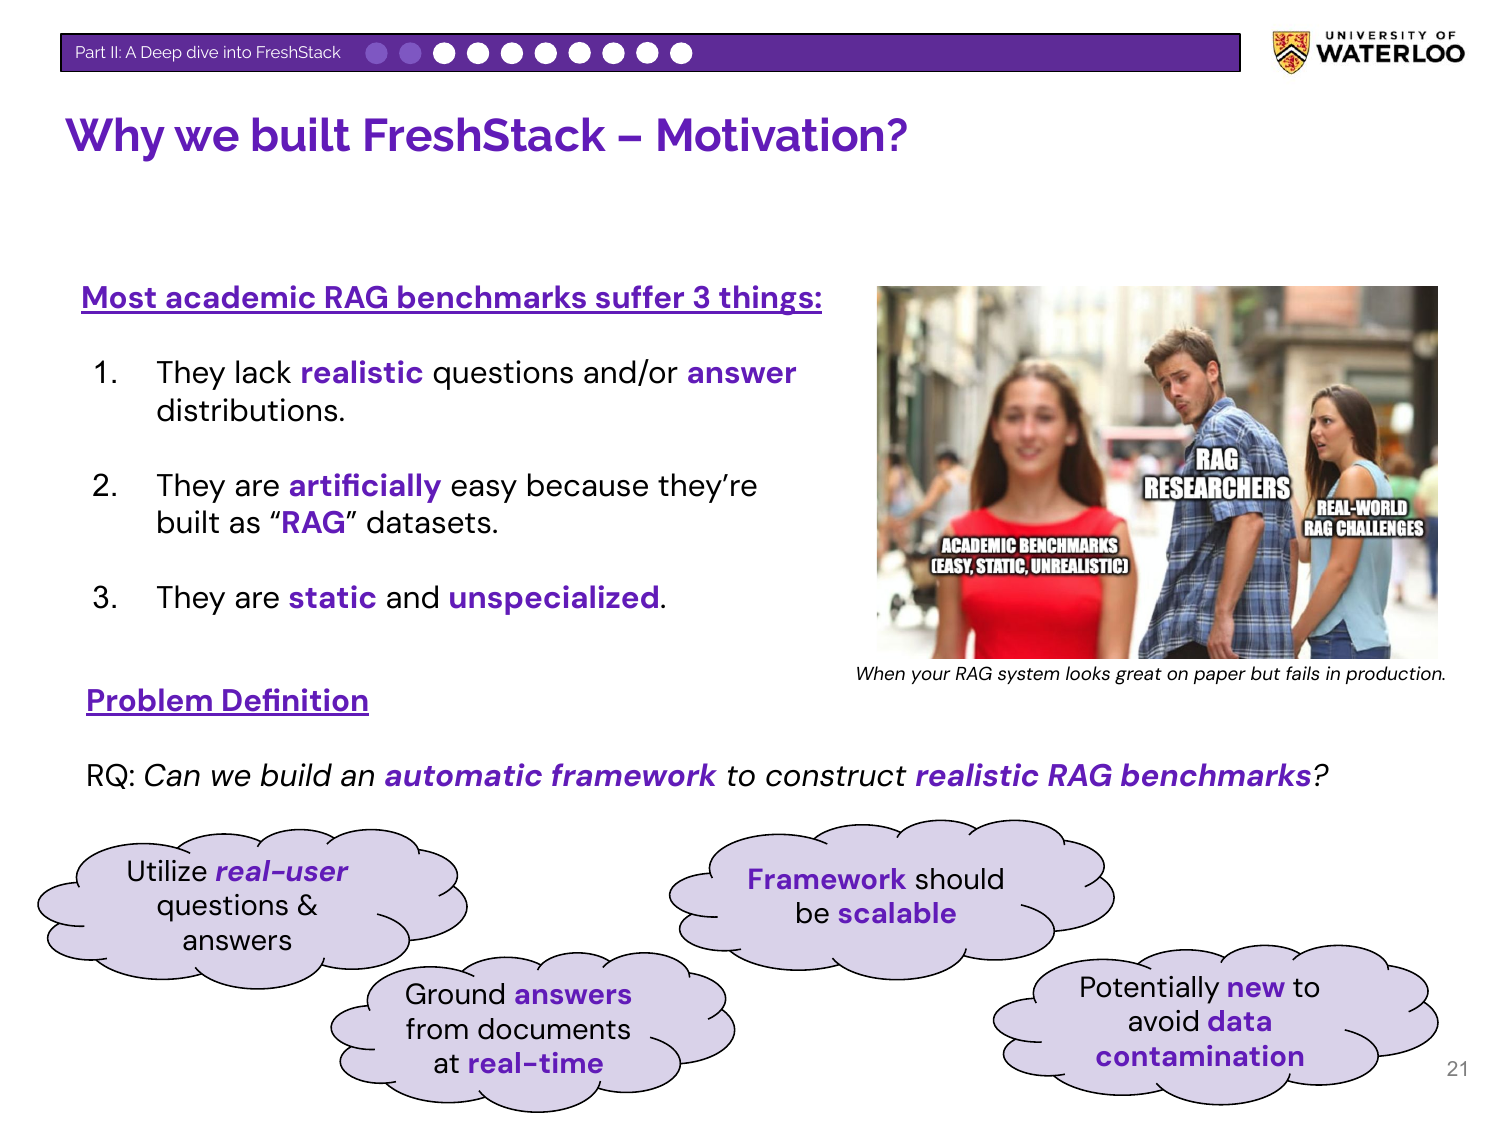 Part II: A Deep dive into FreshStack
UNIVERSITY OF
WATERLOO
Why we built FreshStack – Motivation?
Most academic RAG benchmarks suffer 3 things:
1. They lack realistic questions and/or answer
distributions.
2. They are artificially easy because they’re
built as “RAG” datasets.
3. They are static and unspecialized.
RAG
RESEARCHERS
REAL-WORLD
RAG CHALLENGES
ACADEMIC BENCHMARKS
(EASY, STATIC, UNREALISTIC)
When your RAG system looks great on paper but fails in production.
Problem Definition
RQ: Can we build an automatic framework to construct realistic RAG benchmarks?
Utilize real-user
questions &
answers
Ground answers
from documents
at real-time
Framework should
be scalable
Potentially new to
avoid data
contamination
21